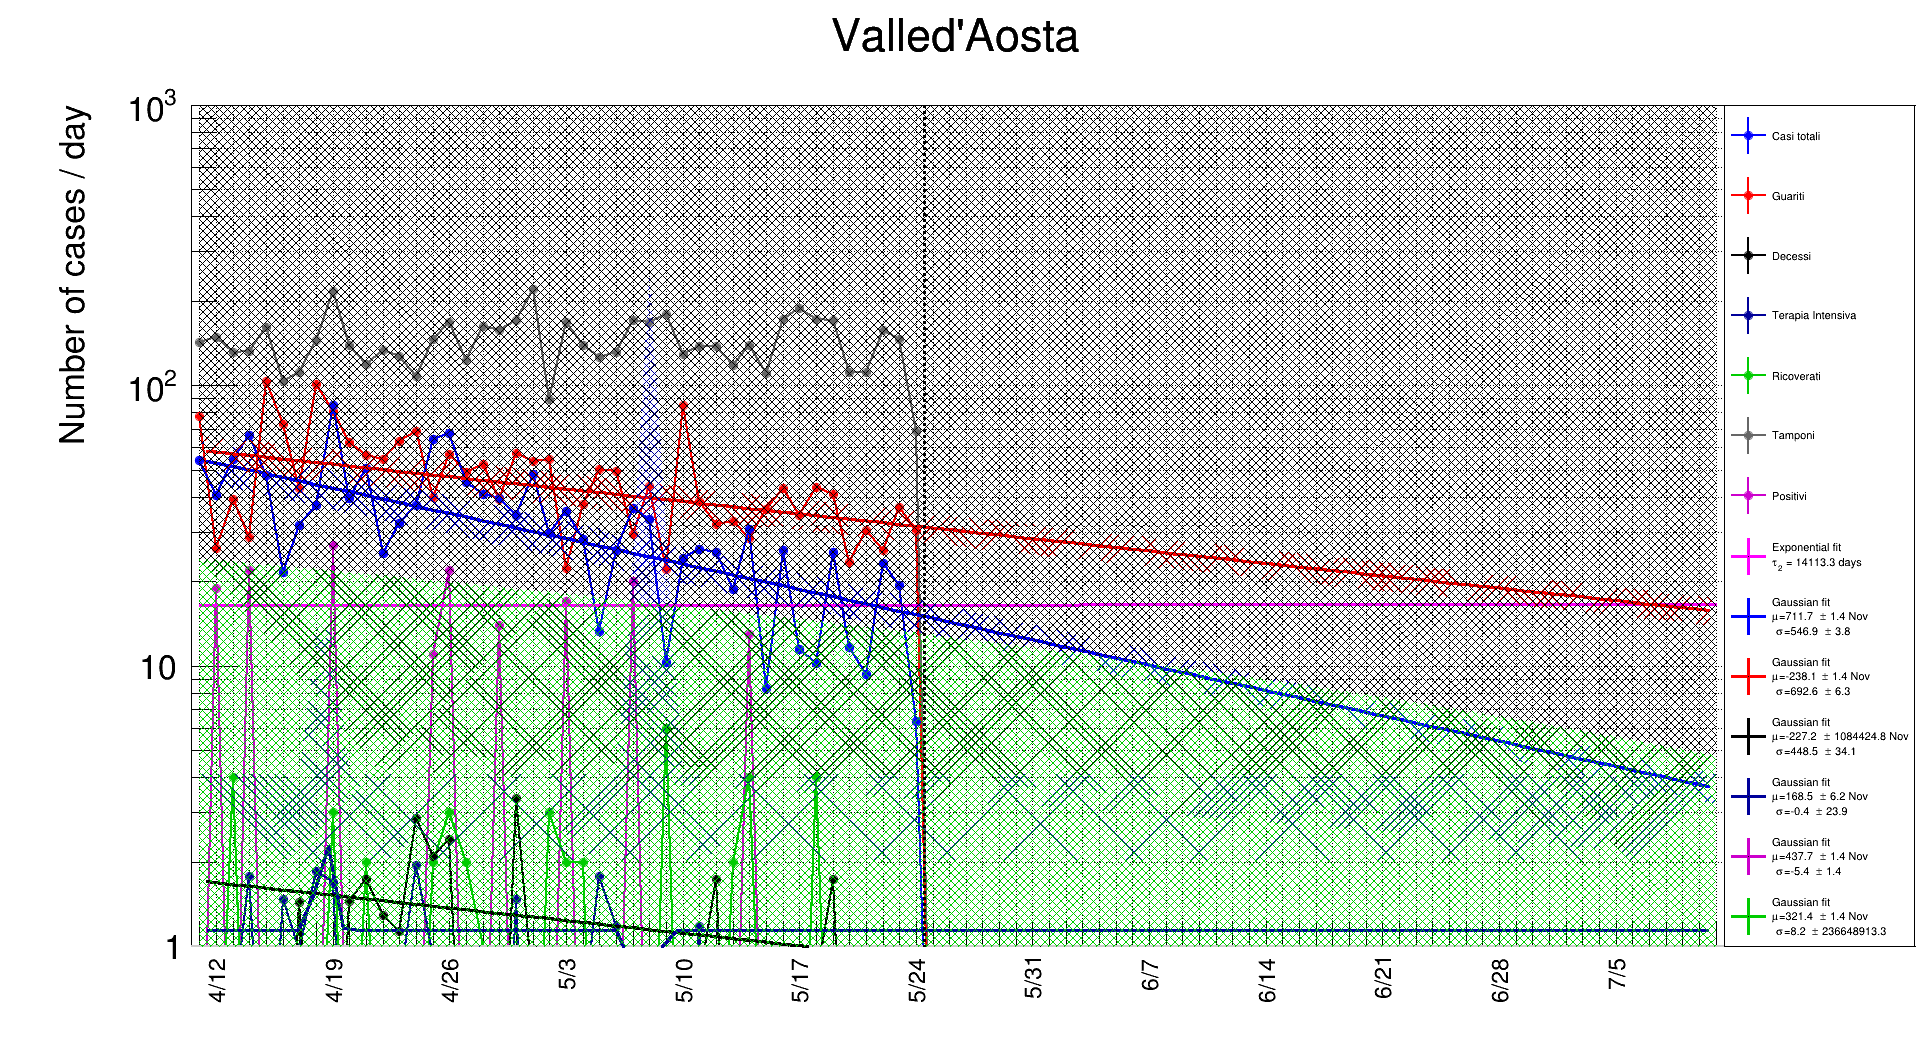 Valled'Aosta
Number of cases / day
10³
10²
10
1
4/12
4/19
4/26
5/3
5/10
5/17
5/24
5/31
6/7
6/14
6/21
6/28
7/5
Casi totali
Guariti
Decessi
Terapia Intensiva
Ricoverati
Tamponi
Positivi
Exponential fit
τ₂ = 14113.3 days
Gaussian fit
μ=711.7 ± 1.4 Nov
σ=546.9 ± 3.8
Gaussian fit
μ=-238.1 ± 1.4 Nov
σ=692.6 ± 6.3
Gaussian fit
μ=-227.2 ± 1084424.8 Nov
σ=448.5 ± 34.1
Gaussian fit
μ=168.5 ± 6.2 Nov
σ=-0.4 ± 23.9
Gaussian fit
μ=437.7 ± 1.4 Nov
σ=-5.4 ± 1.4
Gaussian fit
μ=321.4 ± 1.4 Nov
σ=8.2 ± 236648913.3